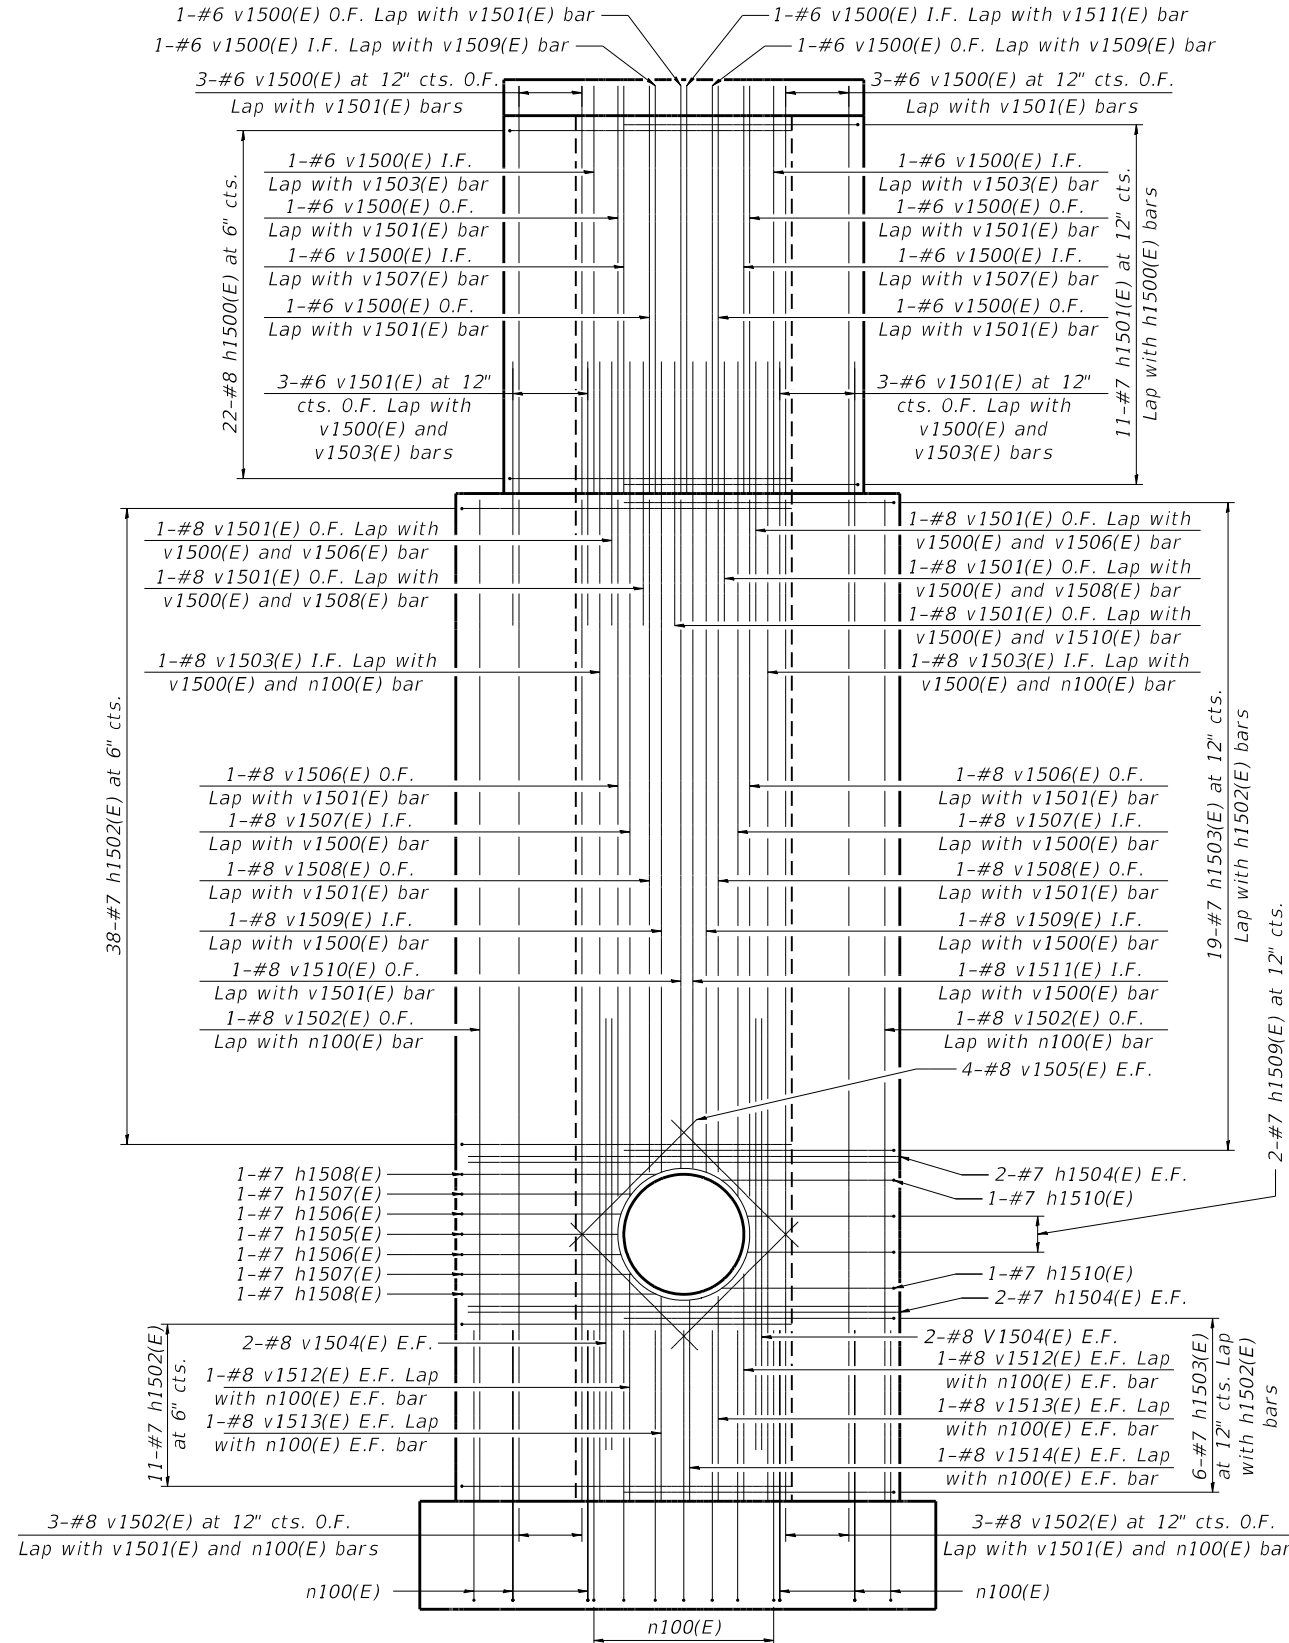 1-#6 v1500(E) O.F. Lap with v1501(E) bar
1-#6 v1500(E) I.F. Lap with v1511(E) bar
1-#6 v1500(E) I.F. Lap with v1509(E) bar
1-#6 v1500(E) O.F. Lap with v1509(E) bar
3-#6 v1500(E) at 12" cts. O.F.
Lap with v1501(E) bars
3-#6 v1500(E) at 12" cts. O.F.
Lap with v1501(E) bars
22-#8 h1500(E) at 6" cts.
1-#6 v1500(E) I.F.
Lap with v1503(E) bar
1-#6 v1500(E) O.F.
Lap with v1501(E) bar
1-#6 v1500(E) I.F.
Lap with v1507(E) bar
1-#6 v1500(E) O.F.
Lap with v1501(E) bar
3-#6 v1501(E) at 12"
cts. O.F. Lap with
v1500(E) and
v1503(E) bars
1-#6 v1500(E) I.F.
Lap with v1503(E) bar
1-#6 v1500(E) O.F.
Lap with v1501(E) bar
1-#6 v1500(E) I.F.
Lap with v1507(E) bar
1-#6 v1500(E) O.F.
Lap with v1501(E) bar
3-#6 v1501(E) at 12"
cts. O.F. Lap with
v1500(E) and
v1503(E) bars
11-#7 h1501(E) at 12" cts.
Lap with h1500(E) bars
38-#7 h1502(E) at 6" cts.
1-#8 v1501(E) O.F. Lap with
v1500(E) and v1506(E) bar
1-#8 v1501(E) O.F. Lap with
v1500(E) and v1508(E) bar
1-#8 v1503(E) I.F. Lap with
v1500(E) and n100(E) bar
1-#8 v1501(E) O.F. Lap with
v1500(E) and v1506(E) bar
1-#8 v1501(E) O.F. Lap with
v1500(E) and v1508(E) bar
1-#8 v1501(E) O.F. Lap with
v1500(E) and v1510(E) bar
1-#8 v1503(E) I.F. Lap with
v1500(E) and n100(E) bar
19-#7 h1503(E) at 12" cts.
Lap with h1502(E) bars
1-#8 v1506(E) O.F.
Lap with v1501(E) bar
1-#8 v1507(E) I.F.
Lap with v1500(E) bar
1-#8 v1508(E) O.F.
Lap with v1501(E) bar
1-#8 v1509(E) I.F.
Lap with v1500(E) bar
1-#8 v1510(E) O.F.
Lap with v1501(E) bar
1-#8 v1502(E) O.F.
Lap with n100(E) bar
1-#8 v1506(E) O.F.
Lap with v1501(E) bar
1-#8 v1507(E) I.F.
Lap with v1500(E) bar
1-#8 v1508(E) O.F.
Lap with v1501(E) bar
1-#8 v1509(E) I.F.
Lap with v1500(E) bar
1-#8 v1511(E) I.F.
Lap with v1500(E) bar
1-#8 v1502(E) O.F.
Lap with n100(E) bar
2-#7 h1509(E) at 12" cts.
4-#8 v1505(E) E.F.
1-#7 h1508(E)
1-#7 h1507(E)
1-#7 h1506(E)
1-#7 h1505(E)
1-#7 h1506(E)
1-#7 h1507(E)
1-#7 h1508(E)
2-#7 h1504(E) E.F.
1-#7 h1510(E)
1-#7 h1510(E)
2-#7 h1504(E) E.F.
11-#7 h1502(E)
at 6" cts.
2-#8 v1504(E) E.F.
1-#8 v1512(E) E.F. Lap
with n100(E) E.F. bar
1-#8 v1513(E) E.F. Lap
with n100(E) E.F. bar
2-#8 V1504(E) E.F.
1-#8 v1512(E) E.F. Lap
with n100(E) E.F. bar
1-#8 v1513(E) E.F. Lap
with n100(E) E.F. bar
1-#8 v1514(E) E.F. Lap
with n100(E) E.F. bar
6-#7 h1503(E)
at 12" cts. Lap
with h1502(E)
bars
3-#8 v1502(E) at 12" cts. O.F.
Lap with v1501(E) and n100(E) bars
3-#8 v1502(E) at 12" cts. O.F.
Lap with v1501(E) and n100(E) bar
n100(E)
n100(E)
n100(E)